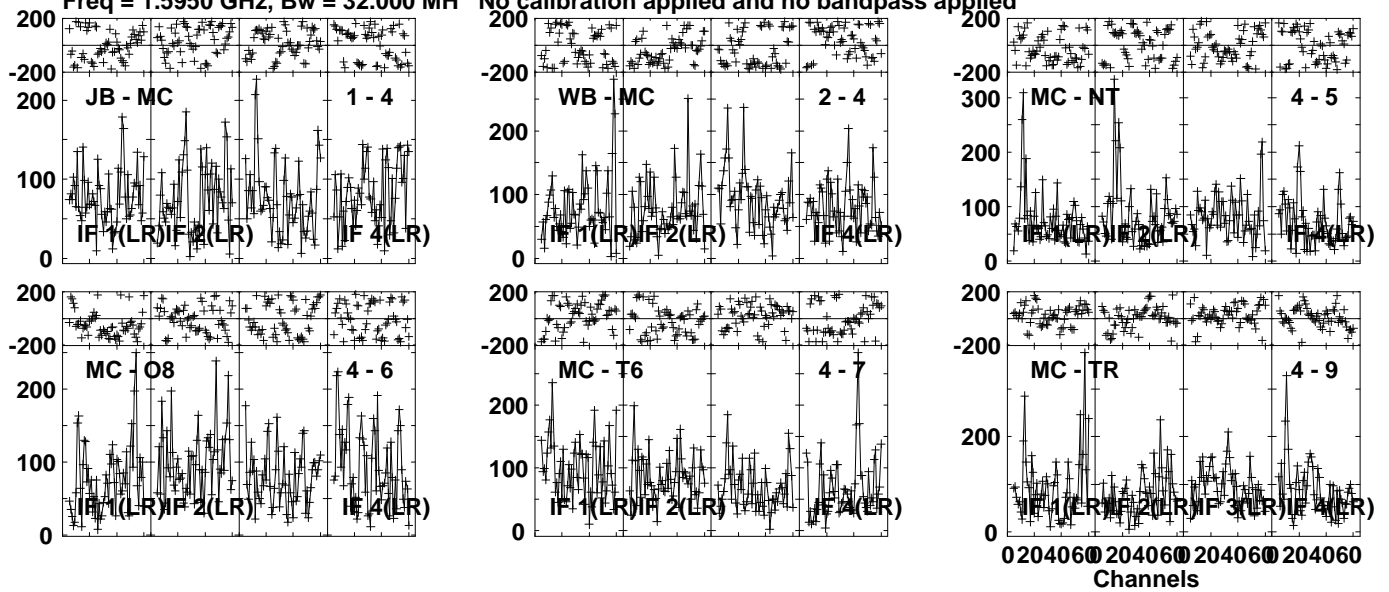 Freq = 1.5950 GHz, Bw = 32.000 MH No calibration applied and no bandpass applied
200 200 200
-200 -200 -200
JB - MC 1 - 4 WB - MC 2 - 4 MC - NT 4 - 5
200 200 300
100 100 200
0 0 100
0
IF 1(LR) IF 2(LR) IF 4(LR) IF 1(LR) IF 2(LR) IF 4(LR) IF 1(LR) IF 2(LR) IF 4(LR)
200 200 200
-200 -200 -200
MC - O8 4 - 6 MC - T6 4 - 7 MC - TR 4 - 9
200 200 200
100 100 0
0 0
IF 1(LR) IF 2(LR) IF 4(LR) IF 1(LR) IF 2(LR) IF 4(LR) IF 1(LR) IF 2(LR) IF 3(LR) IF 4(LR)
0 20 40 60 0 20 40 60 0 20 40 60 0 20 40 60
Channels